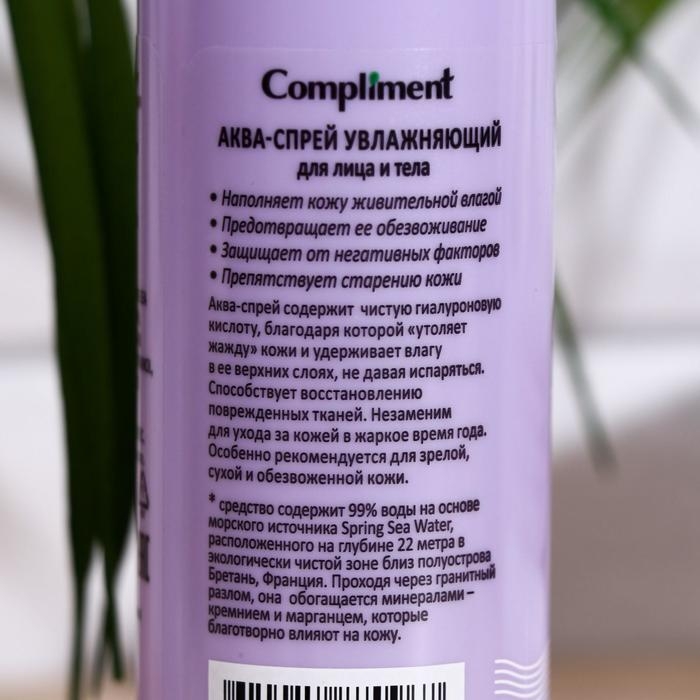 Compliment
АКВА-СПРЕЙ УВЛАЖНЯЮЩИЙ
для лица и тела
• Наполняет кожу живительной влагой
• Предотвращает ее обезвоживание
• Защищает от негативных факторов
• Препятствует старению кожи
Аква-спрей содержит чистую гиалуроновую
кислоту, благодаря которой «утоляет
жажду» кожи и удерживает влагу
в ее верхних слоях, не давая испаряться.
Способствует восстановлению
поврежденных тканей. Незаменим
для ухода за кожей в жаркое время года.
Особенно рекомендуется для зрелой,
сухой и обезвоженной кожи.
* средство содержит 99% воды на основе
морского источника Spring Sea Water,
расположенного на глубине 22 метра в
экологически чистой зоне близ полуострова
Бретань, Франция. Проходя через гранитный
разлом, она обогащается минералами –
кремнием и марганцем, которые
благотворно влияют на кожу.